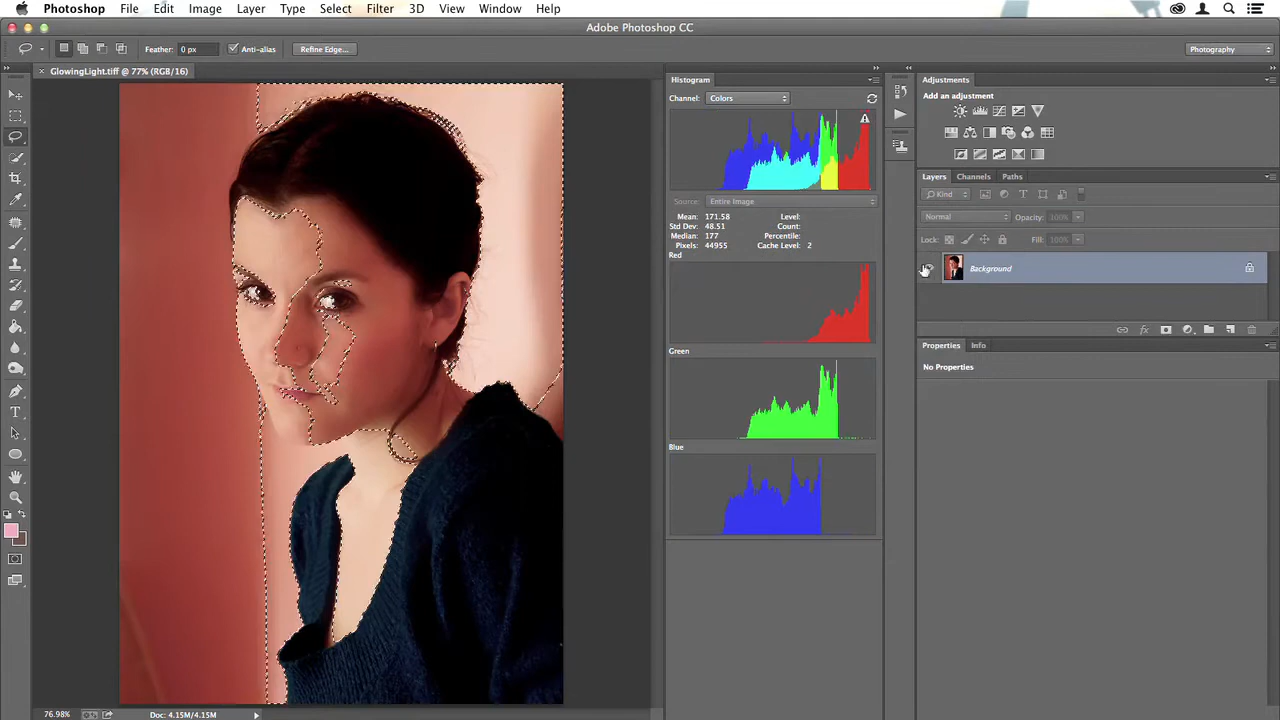 Photoshop File Edit Image Layer Type Select Filter 3D View Window Help
Adobe Photoshop CC
Feather: 0 px Anti-alias Refine Edge... Photography
× GlowingLight.tiff @ 77% (RGB/16)
Histogram
Channel: Colors
Source: Entire Image
Mean: 171.58 Level:
Std Dev: 48.51 Count:
Median: 177 Percentile:
Pixels: 44955 Cache Level: 2
Red
Green
Blue
Adjustments
Add an adjustment
Layers Channels Paths
Kind
Normal Opacity: 100%
Lock: Fill: 100%
Background
fx
Properties Info
No Properties
76.98% Doc: 4.15M/4.15M